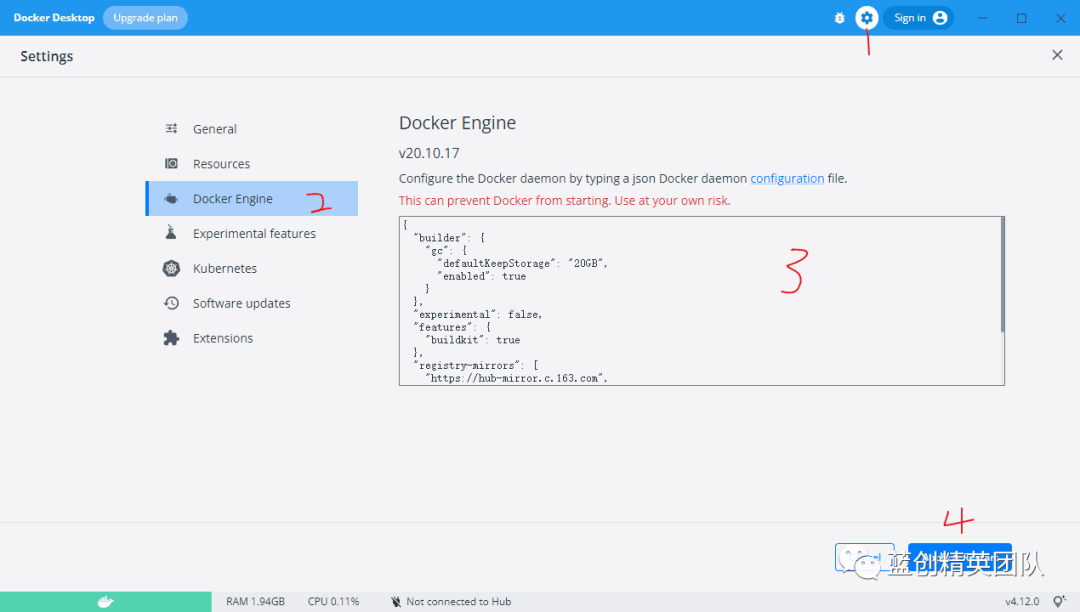 Docker Desktop Upgrade plan Sign in
1
Settings
General
Resources
Docker Engine 2
Experimental features
Kubernetes
Software updates
Extensions
Docker Engine
v20.10.17
Configure the Docker daemon by typing a json Docker daemon configuration file.
This can prevent Docker from starting. Use at your own risk.
{
"builder": {
"gc": {
"defaultKeepStorage": "20GB",
"enabled": true
}
},
"experimental": false,
"features": {
"buildkit": true
},
"registry-mirrors": [
"https://hub-mirror.c.163.com",
3
4
蓝创精英团队
RAM 1.94GB CPU 0.11% Not connected to Hub v4.12.0